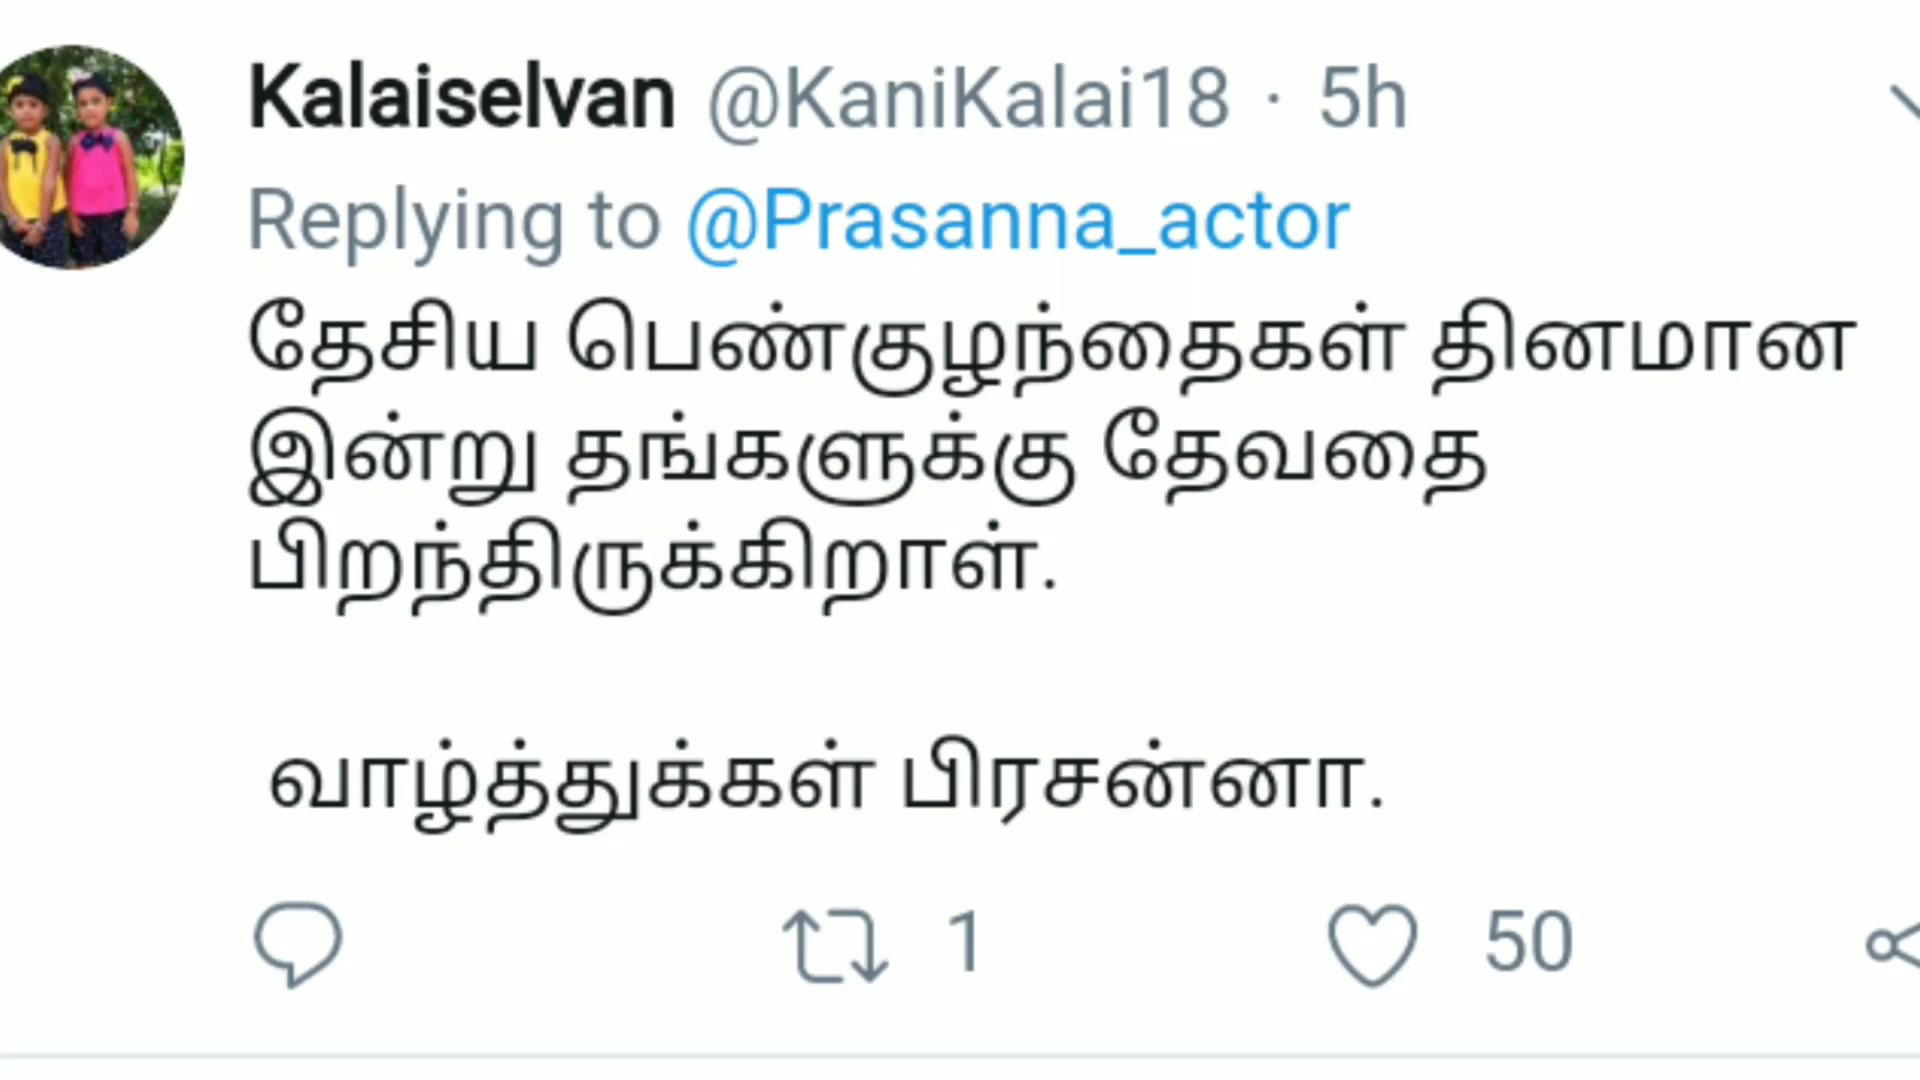 Kalaiselvan @KaniKalai18 · 5h
Replying to @Prasanna_actor
தேசிய பெண்குழந்தைகள் தினமான
இன்று தங்களுக்கு தேவதை
பிறந்திருக்கிறாள்.
வாழ்த்துக்கள் பிரசன்னா.
1 50